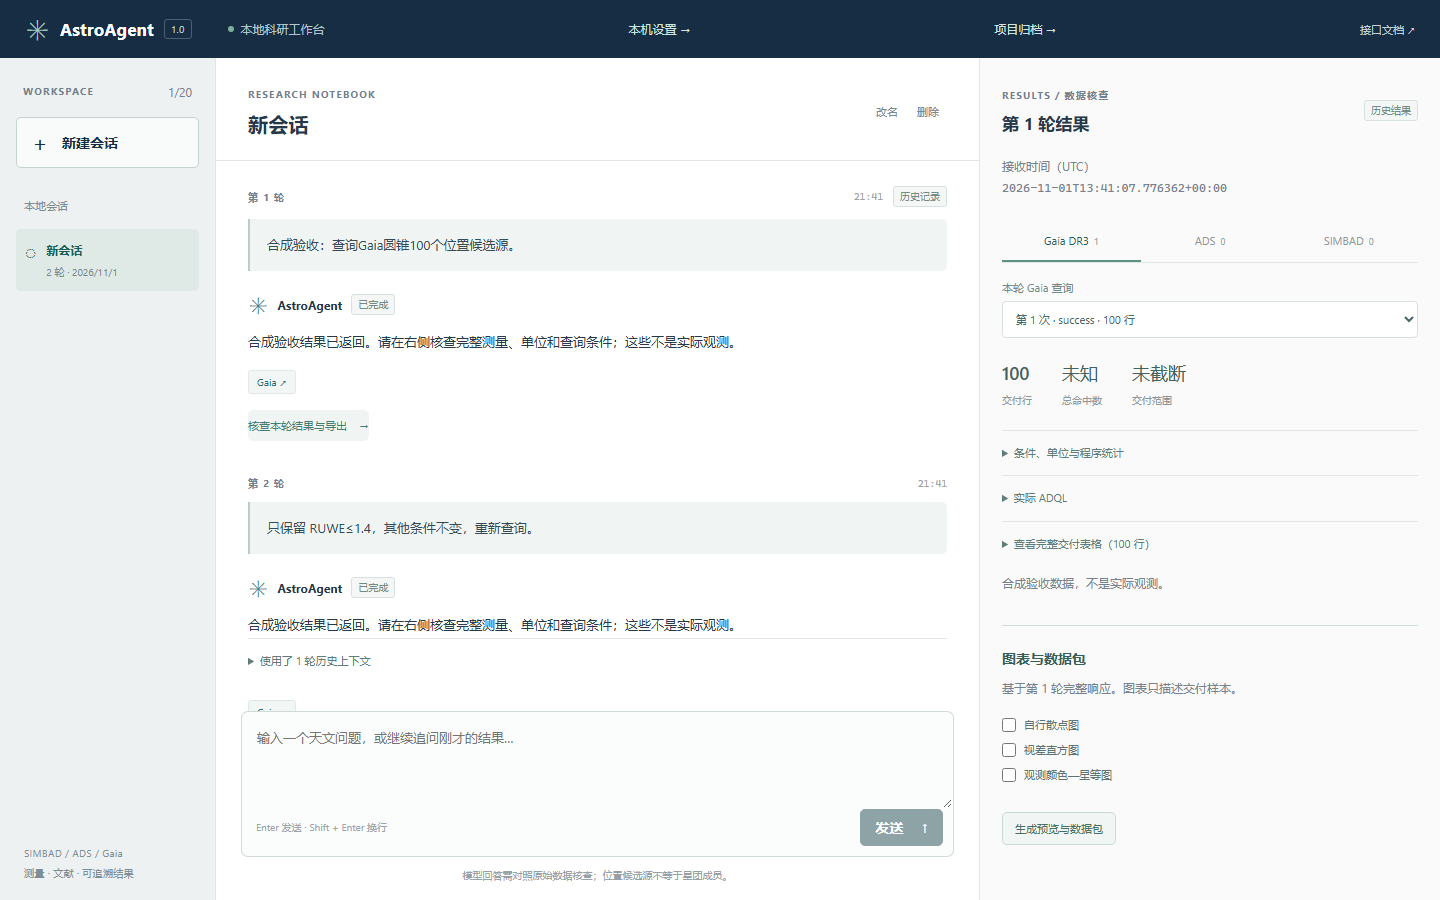 AstroAgent 1.0
本地科研工作台
本机设置 →
项目归档 →
接口文档 ↗
WORKSPACE 1/20
+ 新建会话
本地会话
新会话
2 轮 · 2026/11/1
SIMBAD / ADS / Gaia
测量 · 文献 · 可追溯结果
RESEARCH NOTEBOOK
新会话
改名 删除
第 1 轮 21:41 历史记录
合成验收：查询Gaia圆锥100个位置候选源。
AstroAgent 已完成
合成验收结果已返回。请在右侧核查完整测量、单位和查询条件；这些不是实际观测。
Gaia ↗
核查本轮结果与导出 →
第 2 轮 21:41
只保留 RUWE≤1.4，其他条件不变，重新查询。
AstroAgent 已完成
合成验收结果已返回。请在右侧核查完整测量、单位和查询条件；这些不是实际观测。
使用了 1 轮历史上下文
输入一个天文问题，或继续追问刚才的结果...
Enter 发送 · Shift + Enter 换行
发送 ↑
模型回答需对照原始数据核查；位置候选源不等于星团成员。
RESULTS / 数据核查
第 1 轮结果
历史结果
接收时间（UTC）
2026-11-01T13:41:07.776362+00:00
Gaia DR3 1
ADS 0
SIMBAD 0
本轮 Gaia 查询
第 1 次 · success · 100 行
100 未知 未截断
交付行 总命中数 交付范围
条件、单位与程序统计
实际 ADQL
查看完整交付表格（100 行）
合成验收数据，不是实际观测。
图表与数据包
基于第 1 轮完整响应。图表只描述交付样本。
自行散点图
视差直方图
观测颜色—星等图
生成预览与数据包